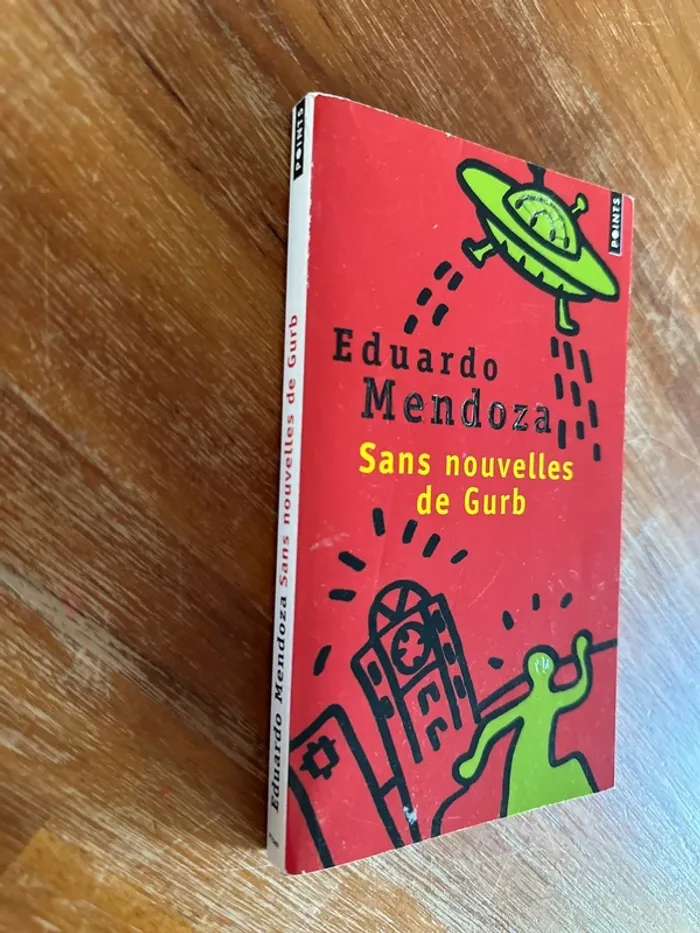 POINTS
Eduardo Mendoza Sans nouvelles de Gurb
POINTS
Eduardo
Mendoza
Sans nouvelles
de Gurb